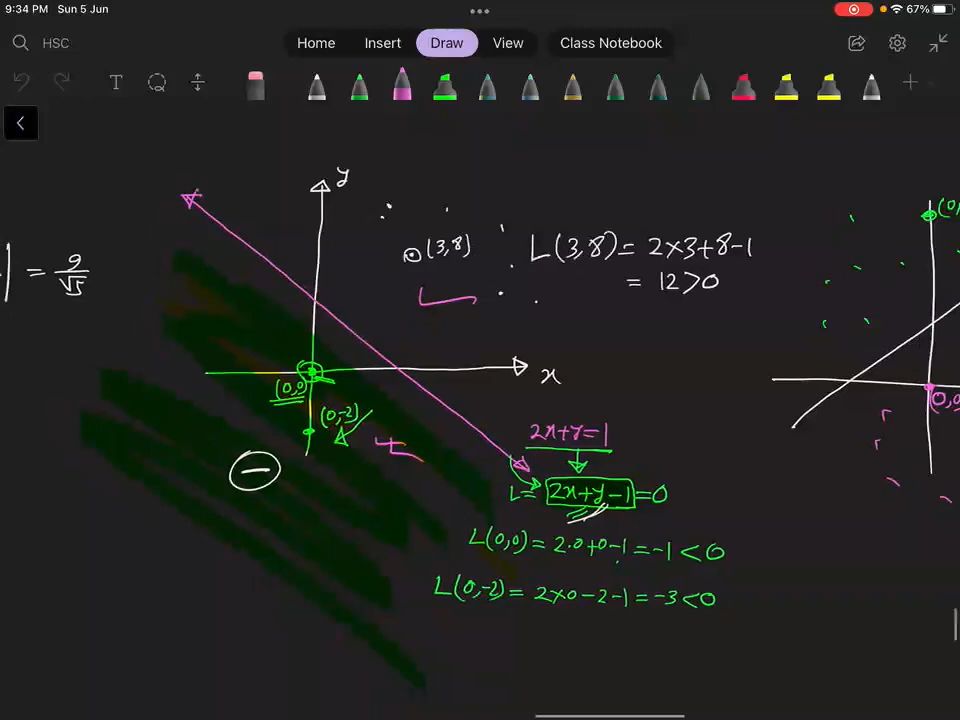 9:34 PM Sun 5 Jun
67%
HSC
Home Insert Draw View Class Notebook
T
y
(3,8)
L(3,8) = 2×3+8-1
= 12>0
| = 9/√5
x
(0,0)
(0,-2)
2x+y=1
L= 2x+y-1=0
L(0,0) = 2.0+0-1 = -1 < 0
L(0,-2) = 2×0-2-1 = -3<0
(0,
(0,0